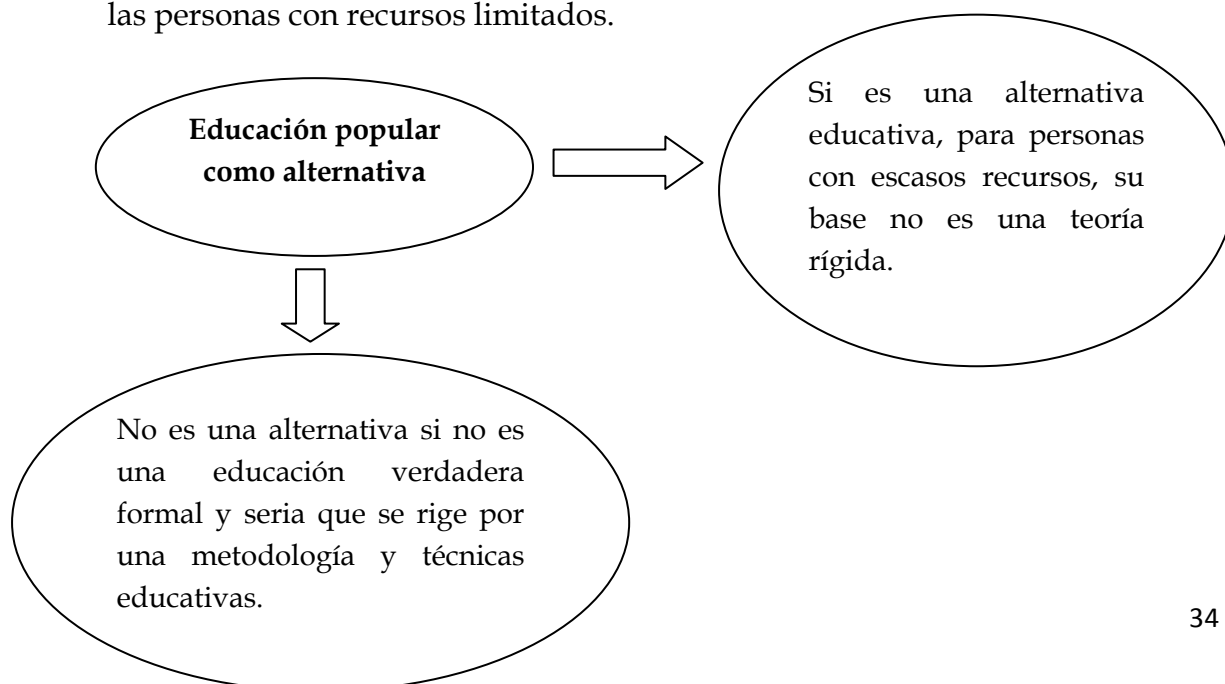 las personas con recursos limitados.
Educación popular
como alternativa
Si es una alternativa
educativa, para personas
con escasos recursos, su
base no es una teoría
rígida.
No es una alternativa si no es
una educación verdadera
formal y seria que se rige por
una metodología y técnicas
educativas.
34